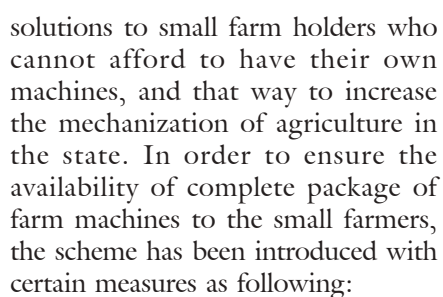 solutions to small farm holders who
cannot afford to have their own
machines, and that way to increase
the mechanization of agriculture in
the state. In order to ensure the
availability of complete package of
farm machines to the small farmers,
the scheme has been introduced with
certain measures as following: